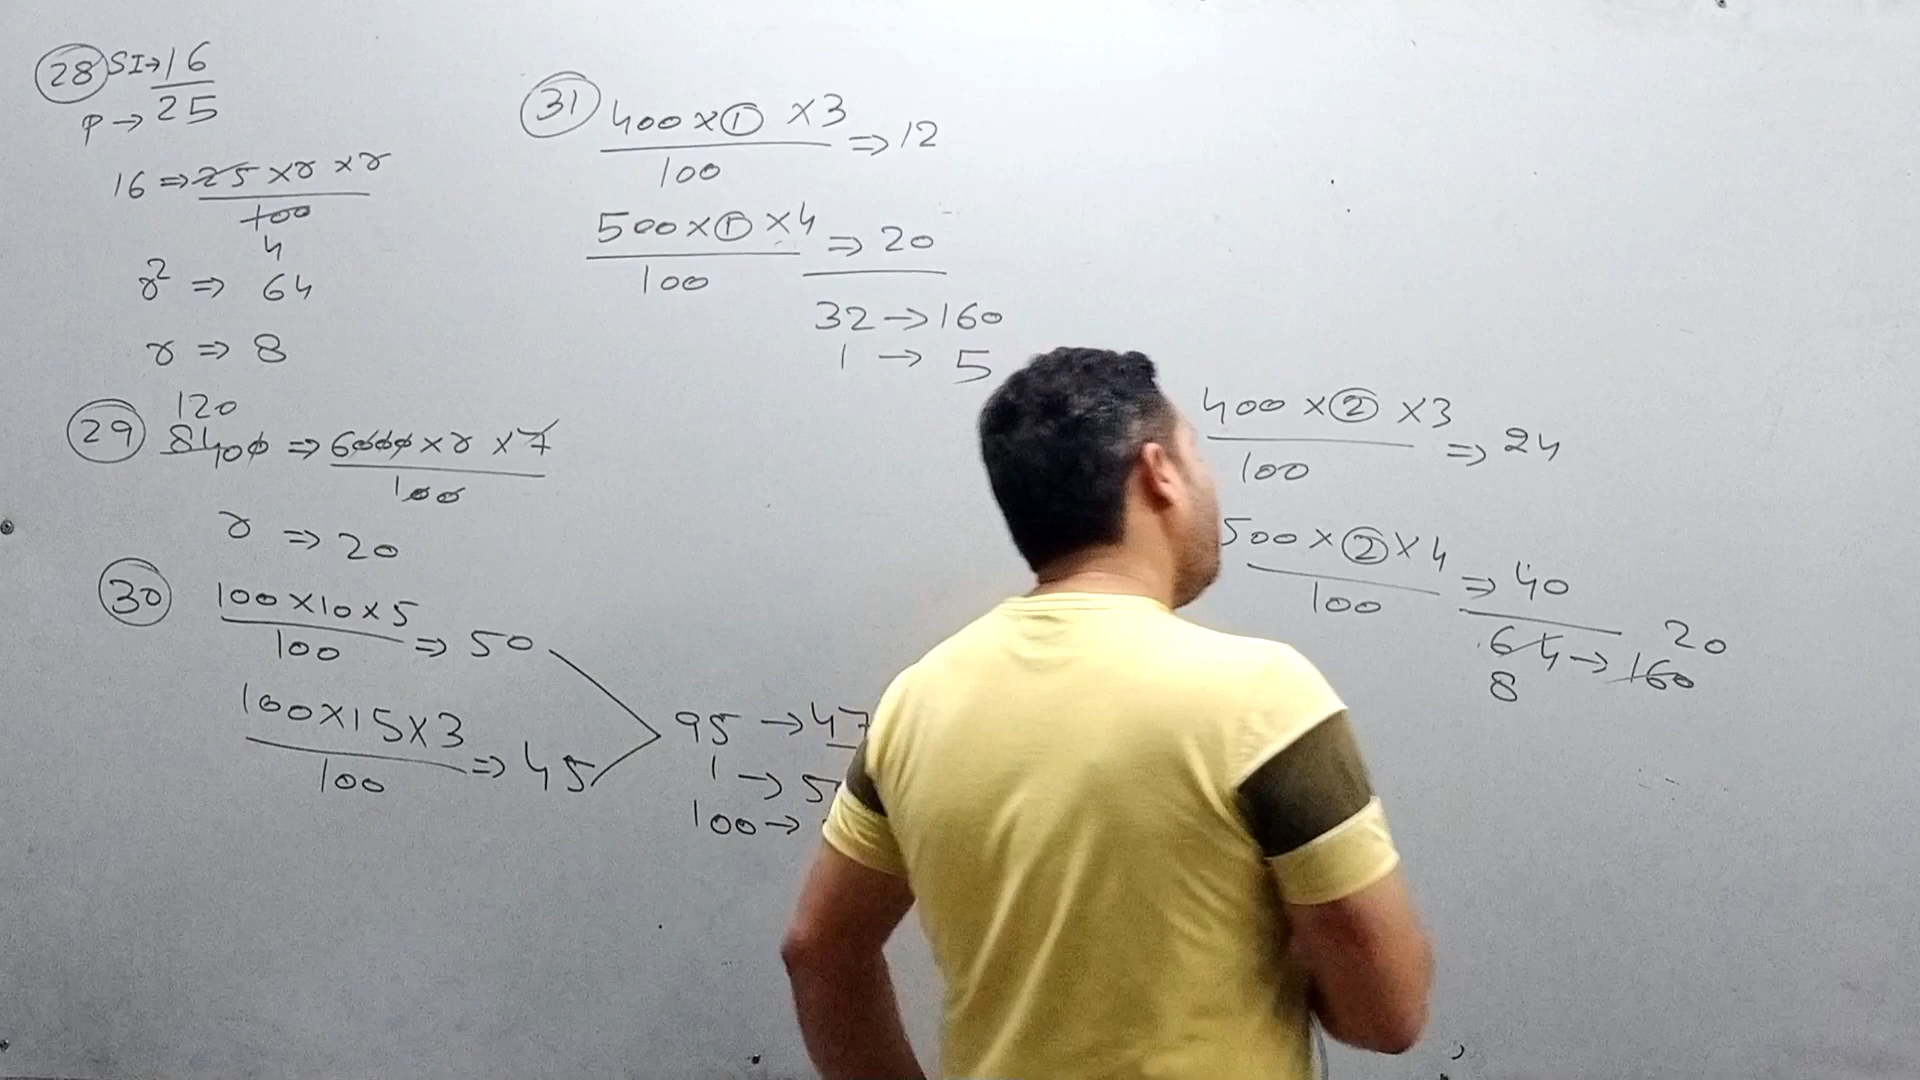 28 SI→ 16
P→ 25
16 ⇒ 25 × r × r
100
4
r² ⇒ 64
r ⇒ 8
120
29 8400 ⇒ 6000 × r × 7
100
r ⇒ 20
30 100×10×5 ⇒ 50
100
100×15×3 ⇒ 45
100
95 → 47
1 → 5
100 →
31 400 × 1 × 3 ⇒ 12
100
500 × 1 × 4 ⇒ 20
100
32 → 160
1 → 5
400 × 2 × 3 ⇒ 24
100
500 × 2 × 4 ⇒ 40
100
20
64 → 160
8